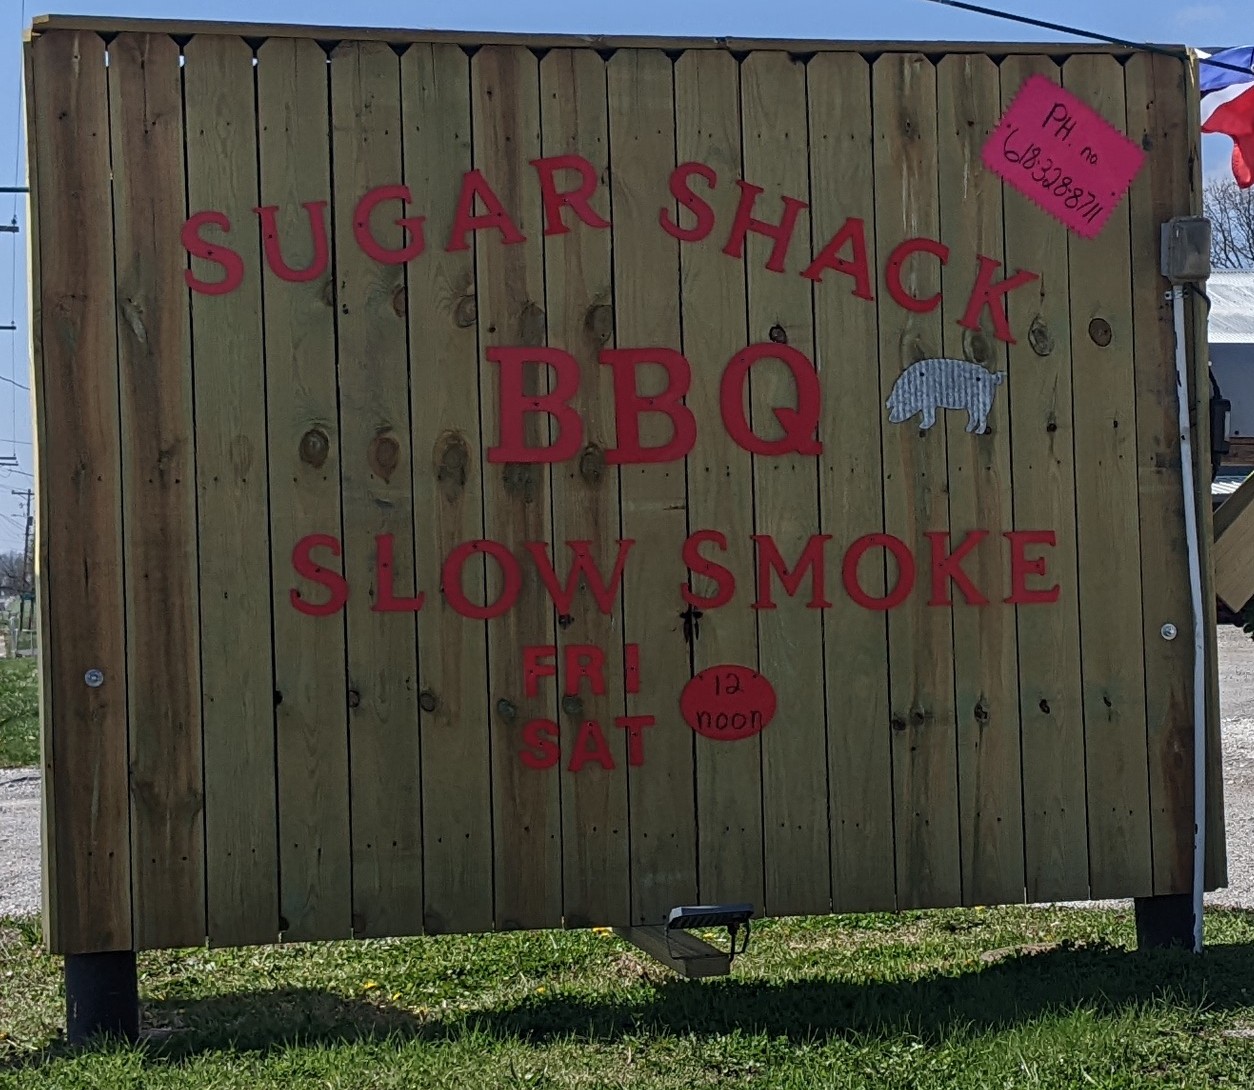 PH. no
618-328-8711
SUGAR SHACK
BBQ
SLOW SMOKE
FRI
SAT
12
noon